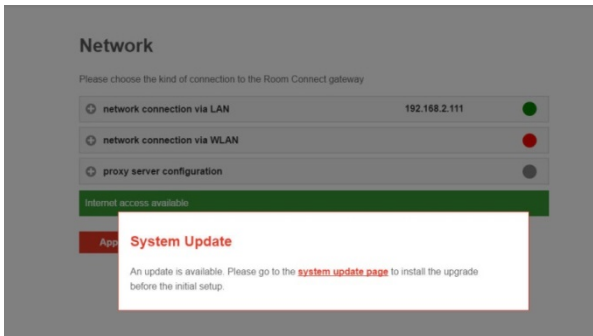 Network
Please choose the kind of connection to the Room Connect gateway
network connection via LAN 192.168.2.111
network connection via WLAN
proxy server configuration
Internet access available
App
System Update
An update is available. Please go to the system update page to install the upgrade
before the initial setup.